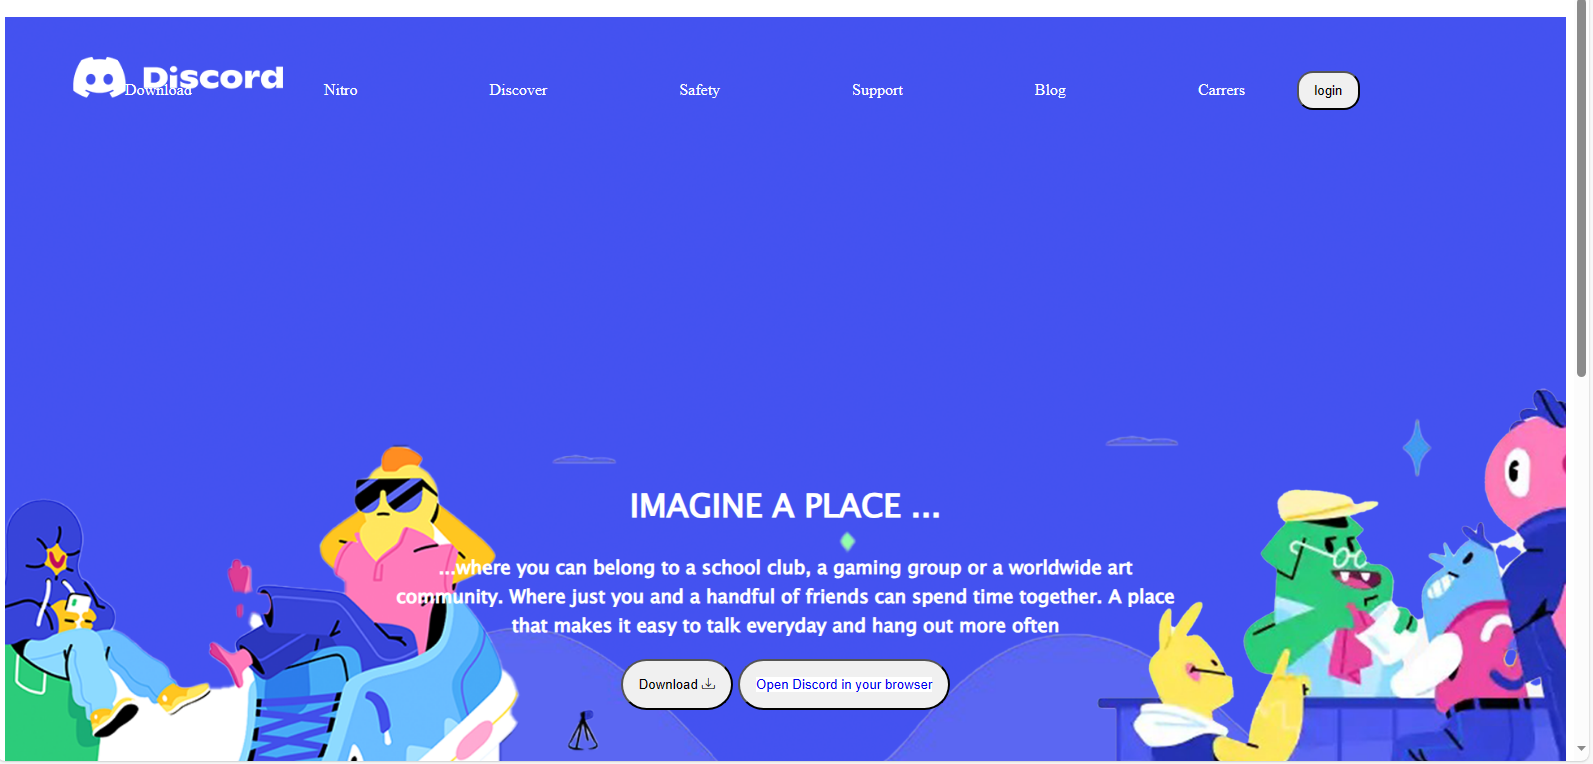 Discord
Download Nitro Discover Safety Support Blog Carrers login
IMAGINE A PLACE ...
...where you can belong to a school club, a gaming group or a worldwide art
community. Where just you and a handful of friends can spend time together. A place
that makes it easy to talk everyday and hang out more often
Download Open Discord in your browser